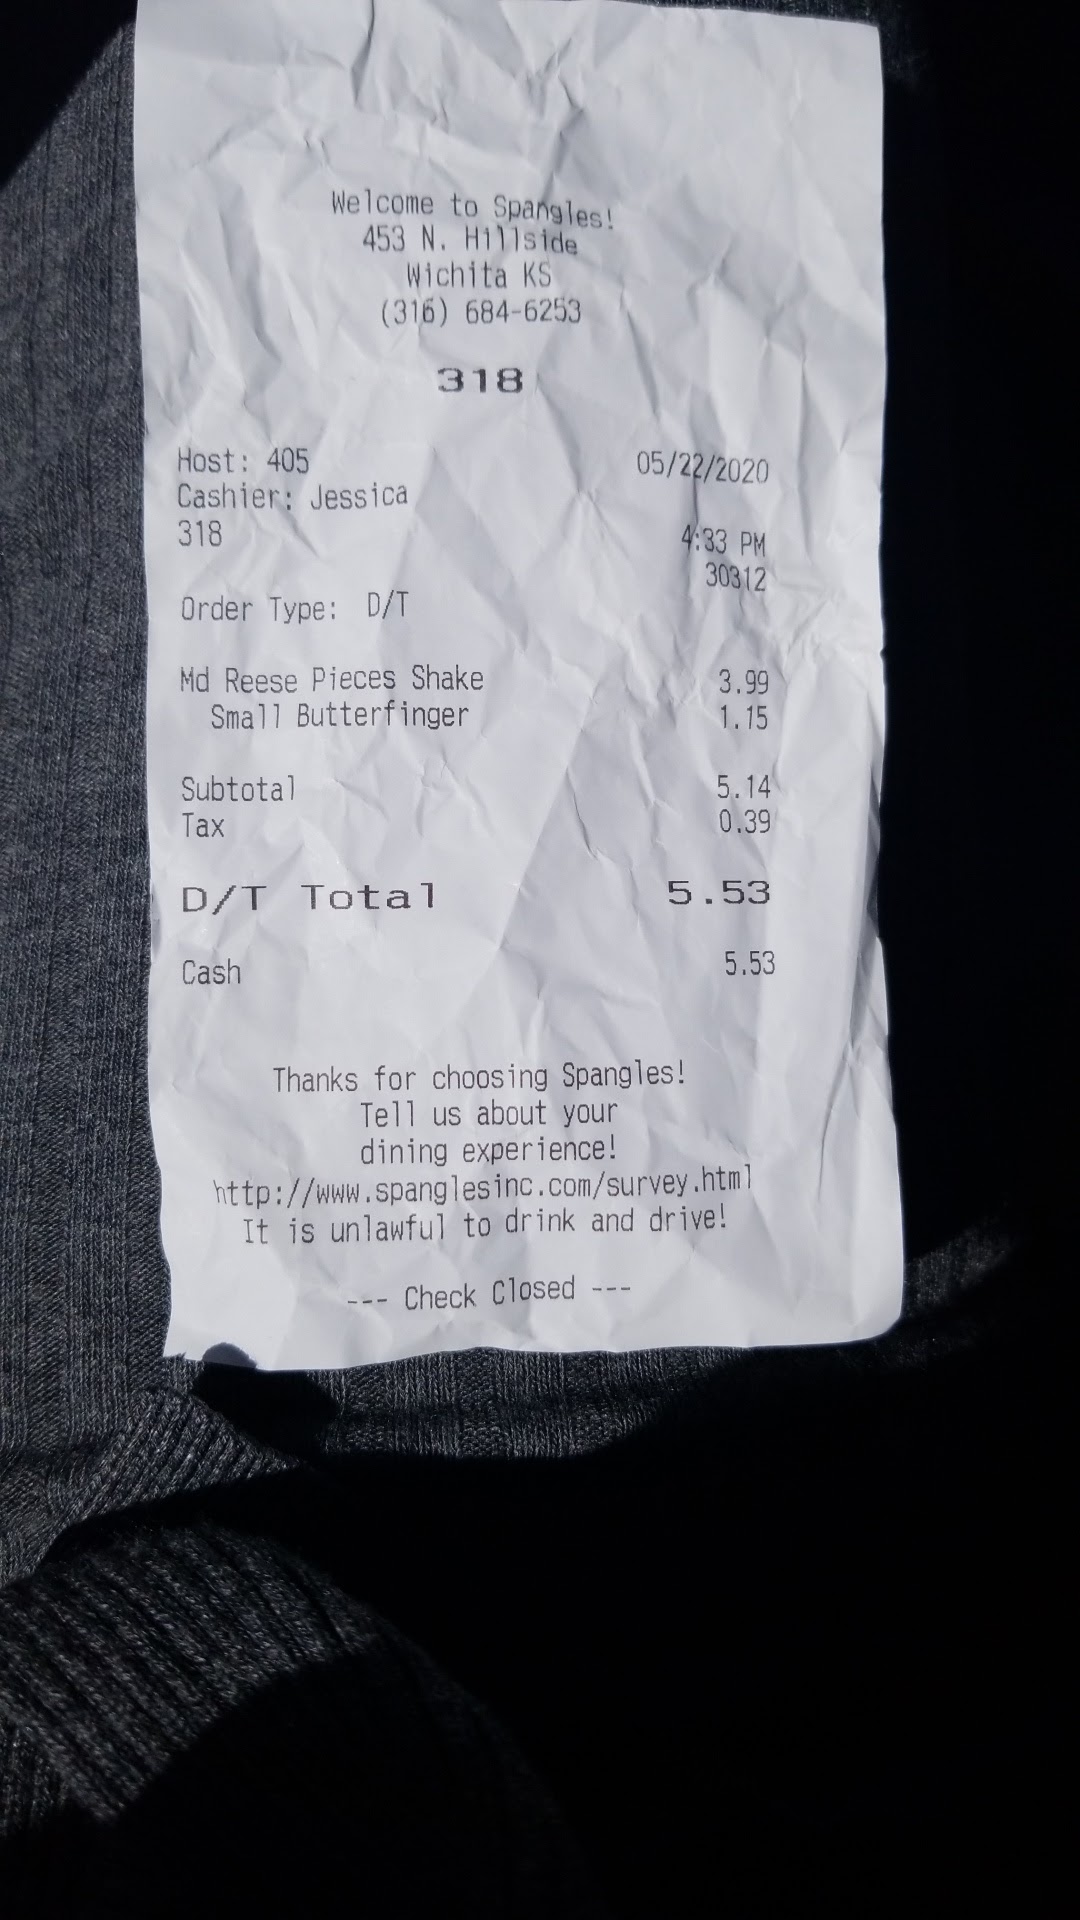 Welcome to Spangles!
453 N. Hillside
Wichita KS
(316) 684-6253
318
Host: 405 05/22/2020
Cashier: Jessica
318 4:33 PM
30312
Order Type: D/T
Md Reese Pieces Shake 3.99
Small Butterfinger 1.15
Subtotal 5.14
Tax 0.39
D/T Total 5.53
Cash 5.53
Thanks for choosing Spangles!
Tell us about your
dining experience!
http://www.spanglesinc.com/survey.html
It is unlawful to drink and drive!
--- Check Closed ---